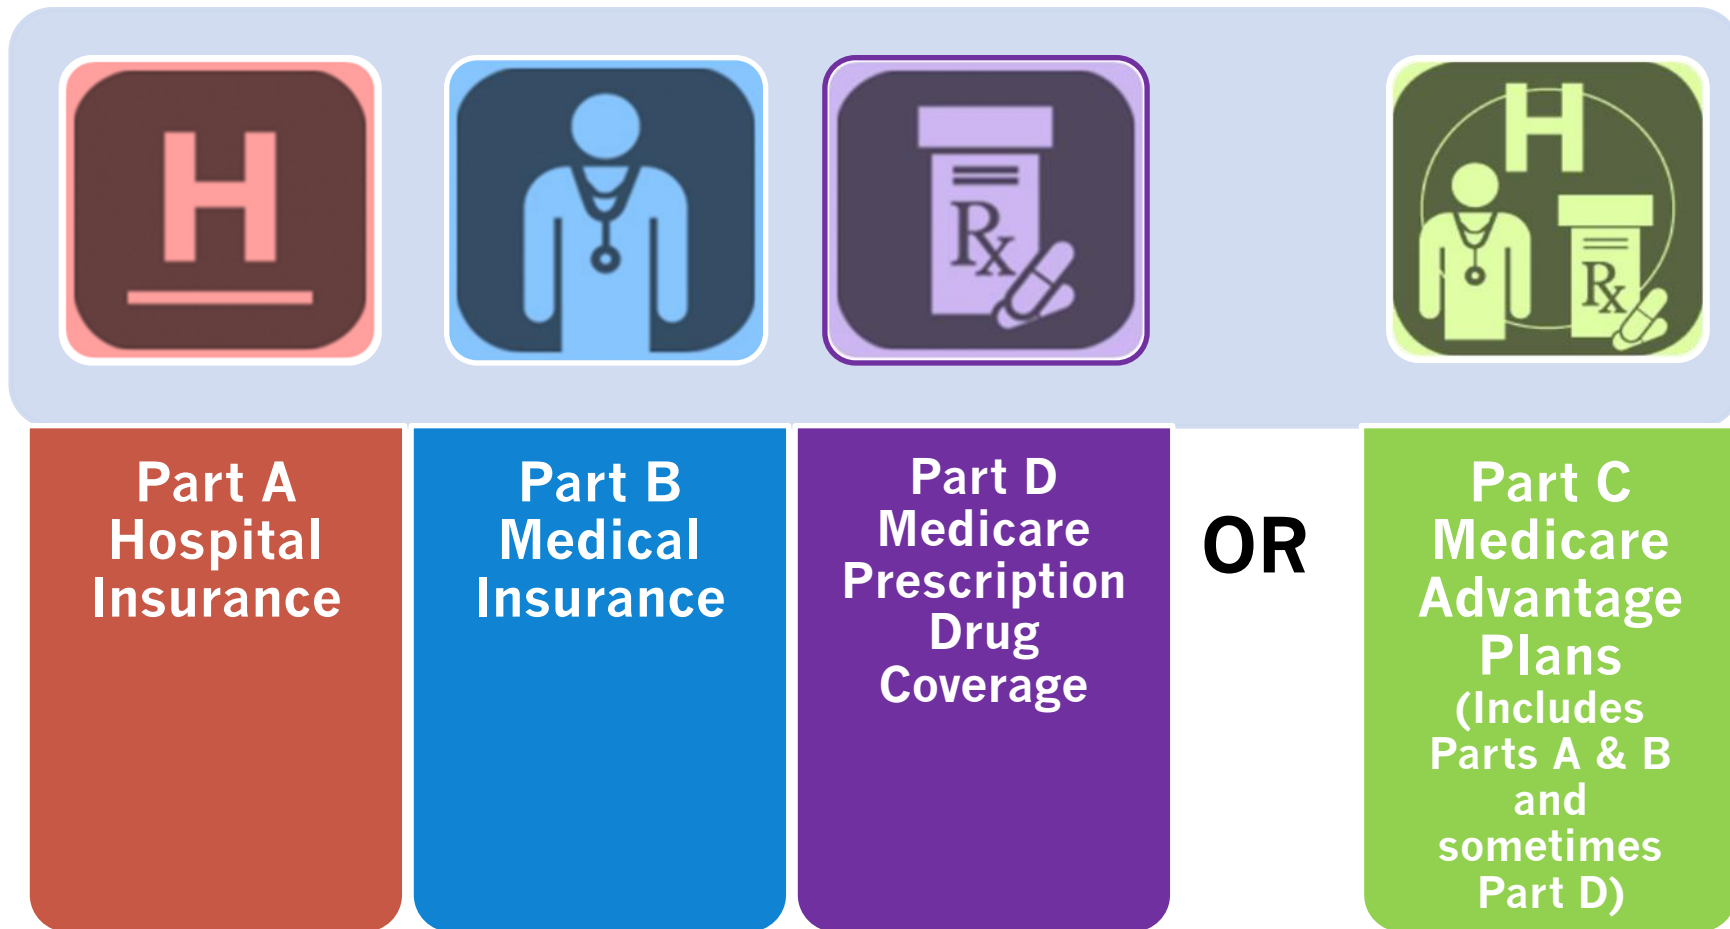 H
Rx
H
Rx
Part A
Hospital
Insurance
Part B
Medical
Insurance
Part D
Medicare
Prescription
Drug
Coverage
OR
Part C
Medicare
Advantage
Plans
(Includes
Parts A & B
and
sometimes
Part D)